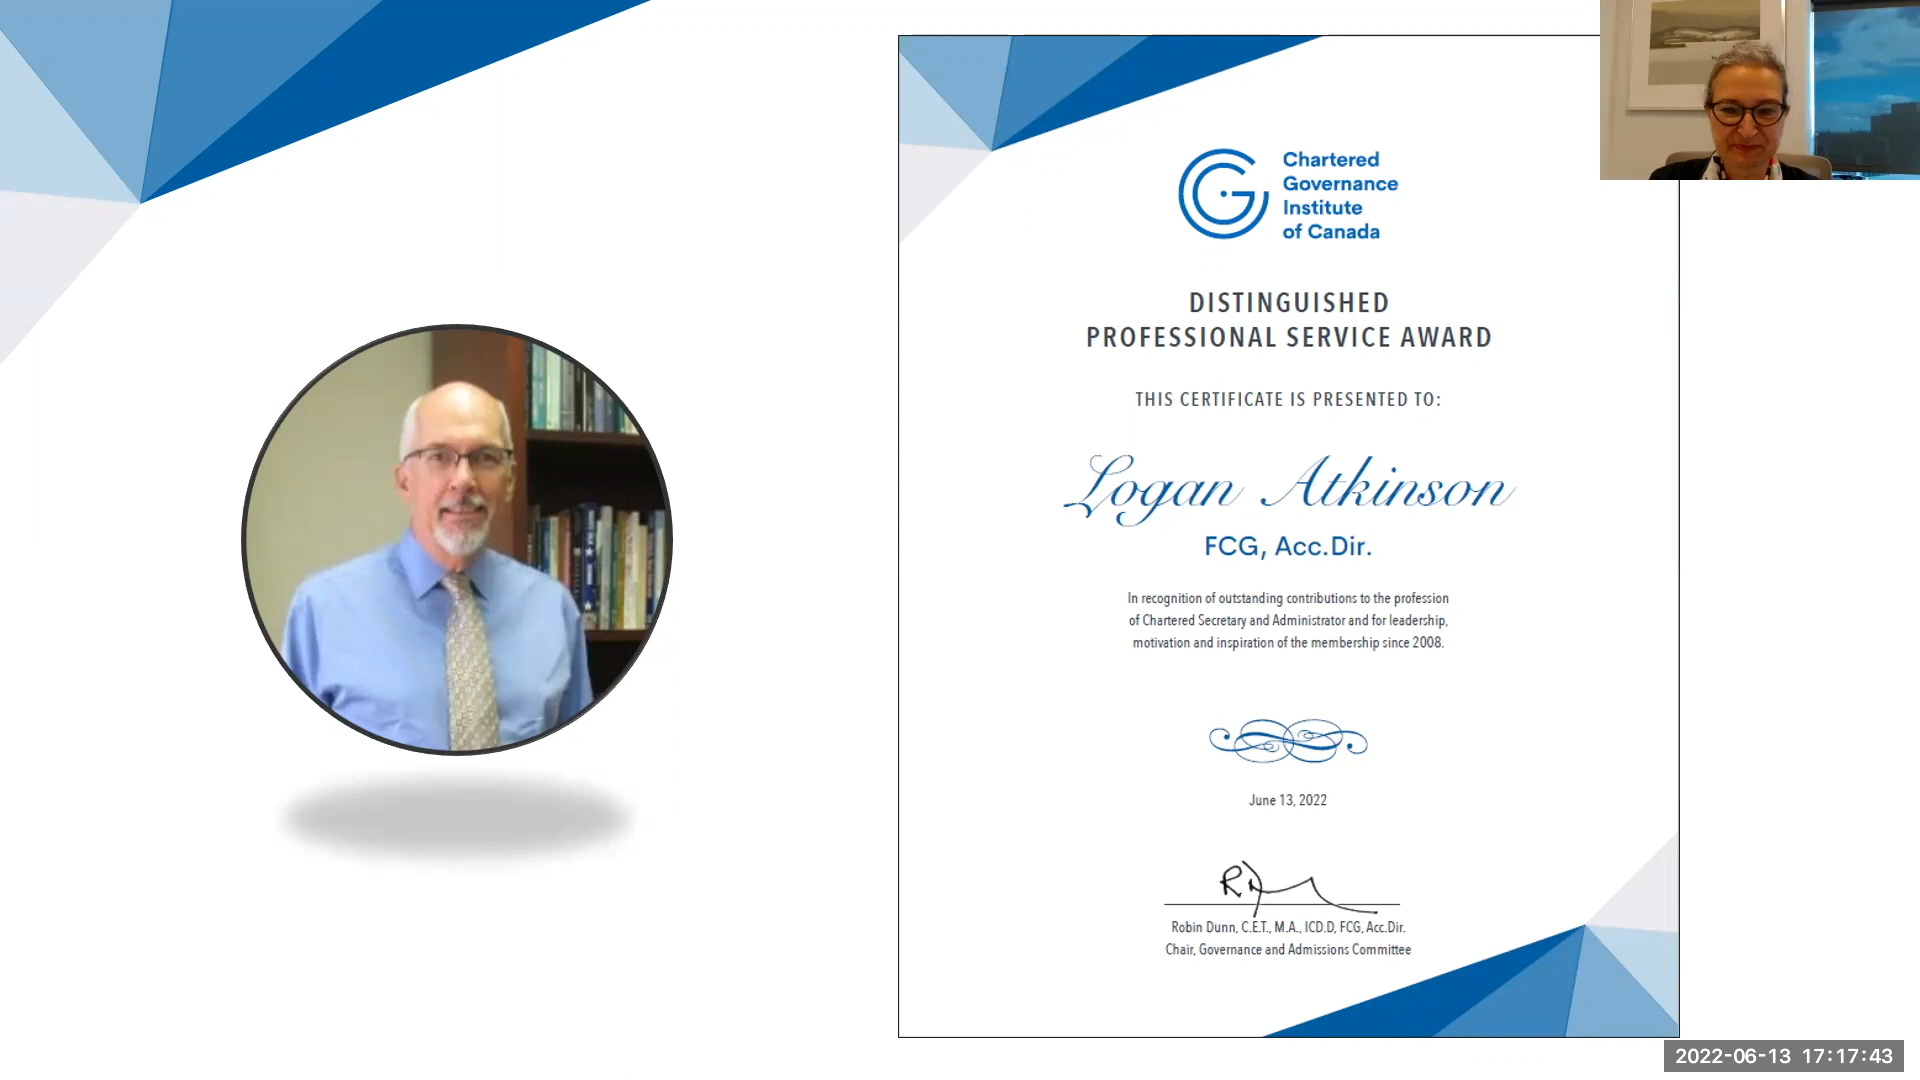 Chartered
Governance
Institute
of Canada
DISTINGUISHED
PROFESSIONAL SERVICE AWARD
THIS CERTIFICATE IS PRESENTED TO:
Logan Atkinson
FCG, Acc.Dir.
In recognition of outstanding contributions to the profession
of Chartered Secretary and Administrator and for leadership,
motivation and inspiration of the membership since 2008.
June 13, 2022
Robin Dunn, C.E.T., M.A., ICD.D, FCG, Acc.Dir.
Chair, Governance and Admissions Committee
2022-06-13 17:17:43